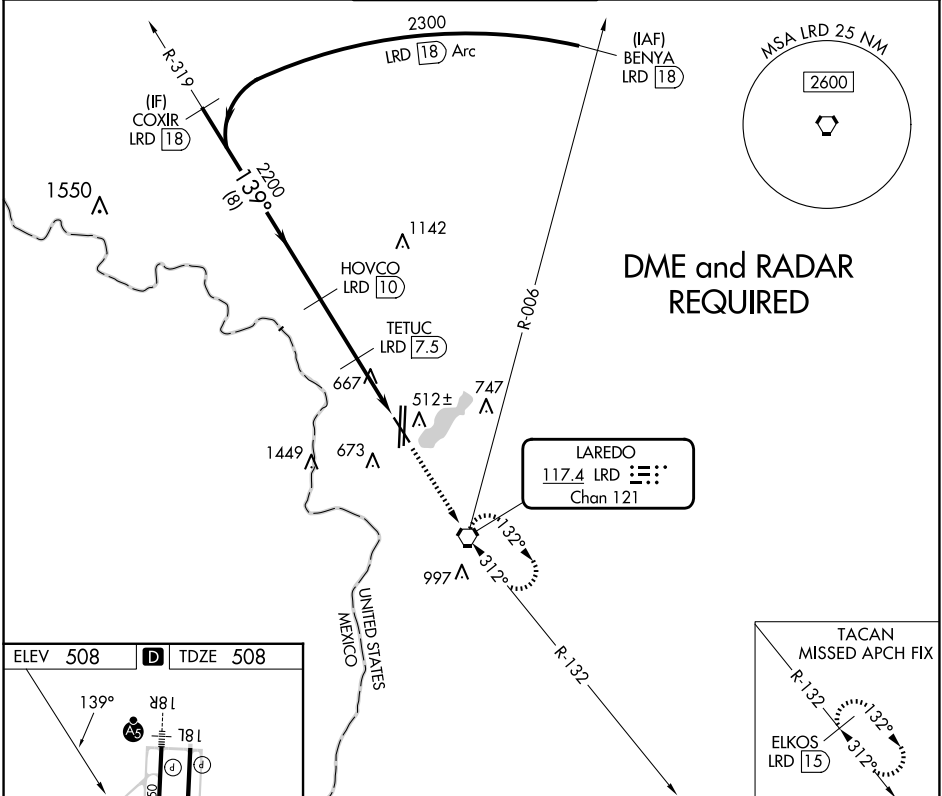 2300
LRD 18 Arc
(IAF)
BENYA
LRD 18
MSA LRD 25 NM
2600
R-319
(IF)
COXIR
LRD 18
2200
139°
(8)
1550
1142
HOVCO
LRD 10
DME and RADAR
REQUIRED
R-006
TETUC
LRD 7.5
667
512±
747
1449
673
LAREDO
117.4 LRD
Chan 121
132°
312°
997
UNITED STATES
MEXICO
R-132
ELEV 508 D TDZE 508
139°
18R
A5
18L
P
P
50
TACAN
MISSED APCH FIX
R-132
132°
ELKOS
LRD 15
312°